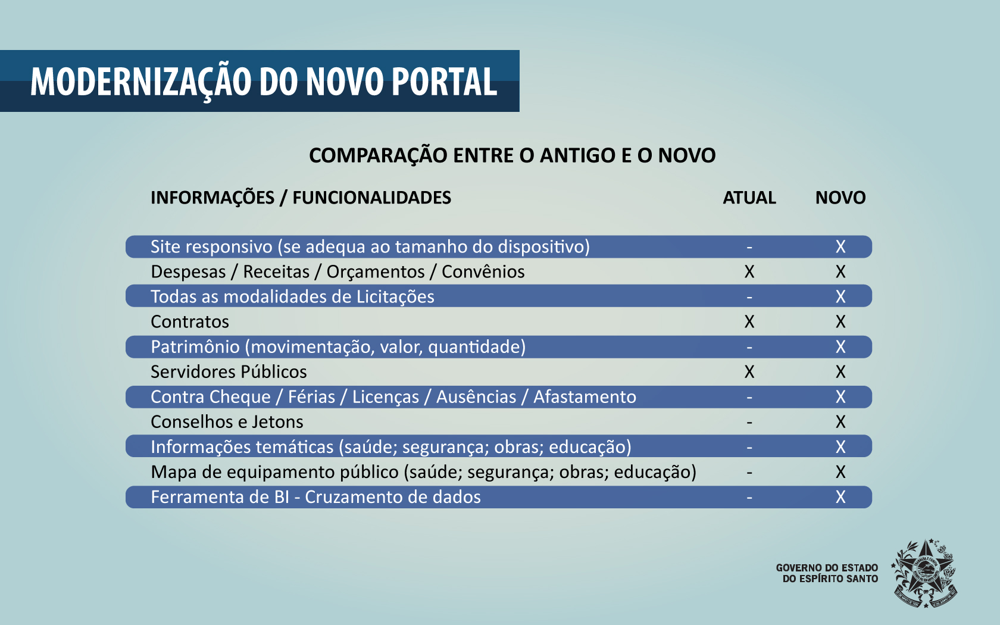 MODERNIZAÇÃO DO NOVO PORTAL
COMPARAÇÃO ENTRE O ANTIGO E O NOVO
INFORMAÇÕES / FUNCIONALIDADES ATUAL NOVO
Site responsivo (se adequa ao tamanho do dispositivo) - X
Despesas / Receitas / Orçamentos / Convênios X X
Todas as modalidades de Licitações - X
Contratos X X
Patrimônio (movimentação, valor, quantidade) - X
Servidores Públicos X X
Contra Cheque / Férias / Licenças / Ausências / Afastamento - X
Conselhos e Jetons - X
Informações temáticas (saúde; segurança; obras; educação) - X
Mapa de equipamento público (saúde; segurança; obras; educação) - X
Ferramenta de BI - Cruzamento de dados - X
GOVERNO DO ESTADO
DO ESPÍRITO SANTO
TRABALHA E CONFIA